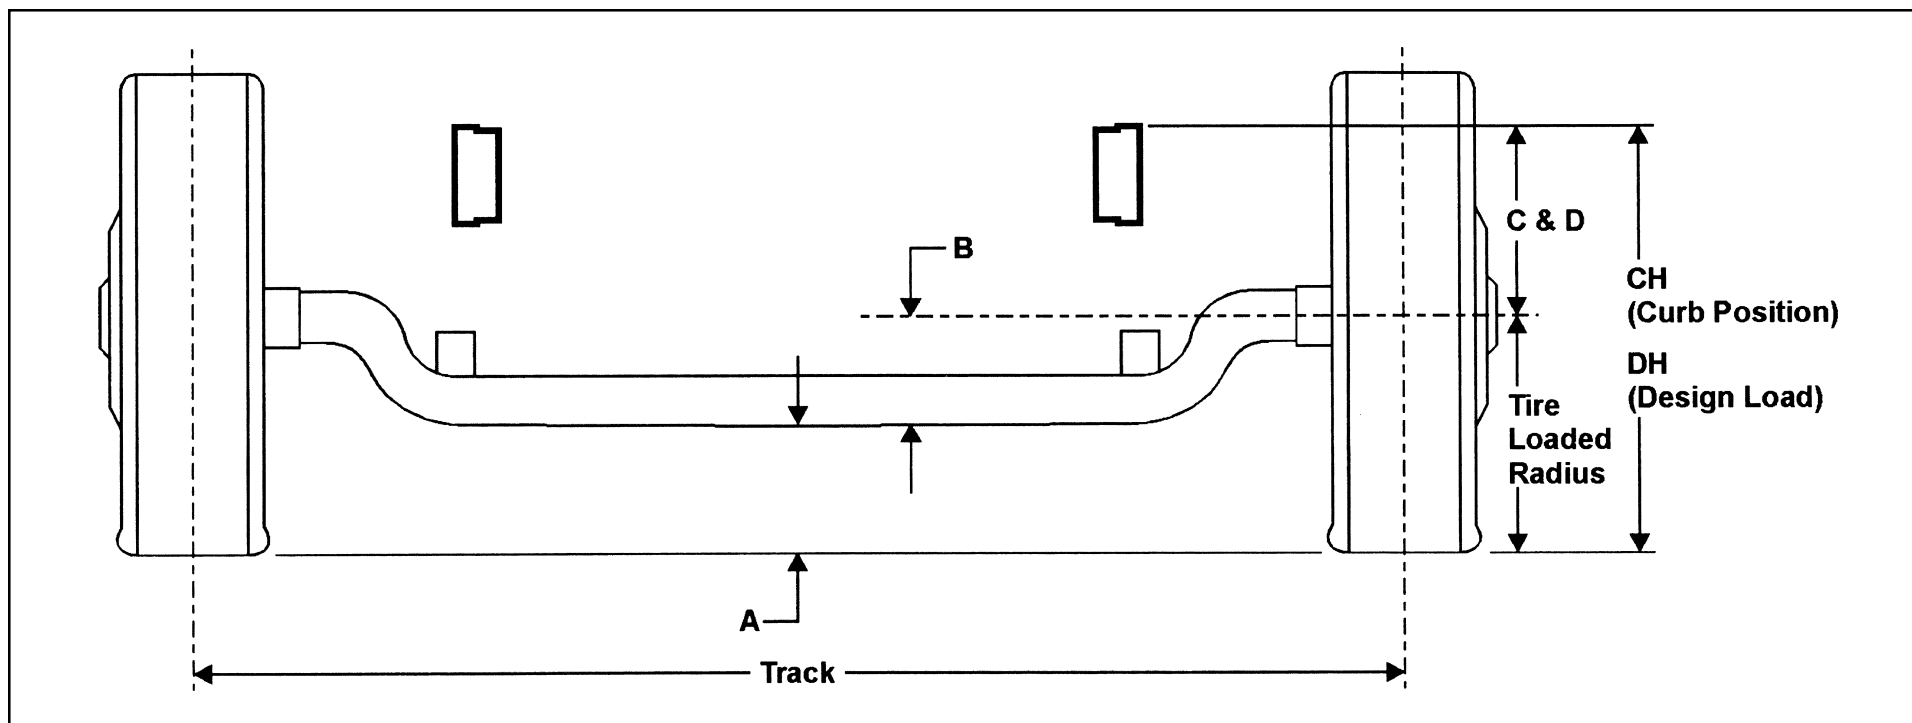 B
C & D
CH
(Curb Position)
DH
(Design Load)
Tire
Loaded
Radius
A
Track